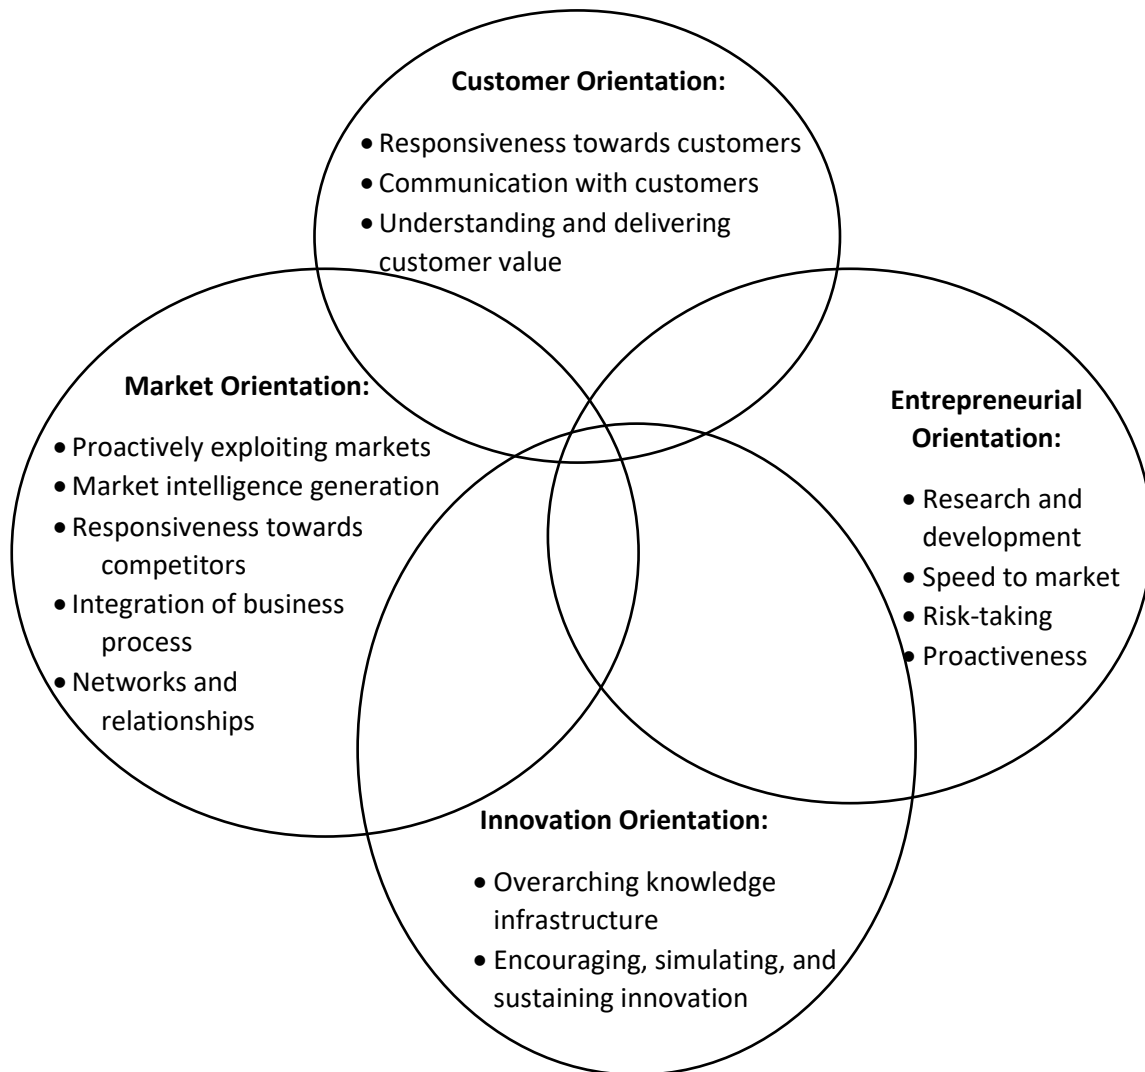 Customer Orientation:
• Responsiveness towards customers
• Communication with customers
• Understanding and delivering
customer value
Market Orientation:
• Proactively exploiting markets
• Market intelligence generation
• Responsiveness towards
competitors
• Integration of business
process
• Networks and
relationships
Entrepreneurial
Orientation:
• Research and
development
• Speed to market
• Risk-taking
• Proactiveness
Innovation Orientation:
• Overarching knowledge
infrastructure
• Encouraging, simulating, and
sustaining innovation